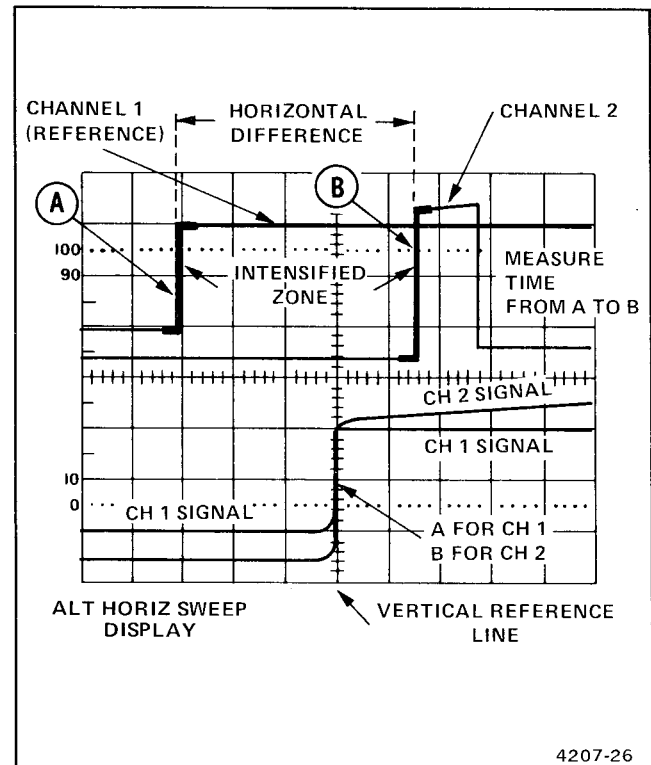 CHANNEL 1
(REFERENCE)
HORIZONTAL
DIFFERENCE
CHANNEL 2
A
B
100
90
INTENSIFIED
ZONE
MEASURE
TIME
FROM A TO B
CH 2 SIGNAL
CH 1 SIGNAL
10
0
CH 1 SIGNAL
A FOR CH 1
B FOR CH 2
ALT HORIZ SWEEP
DISPLAY
VERTICAL REFERENCE
LINE
4207-26